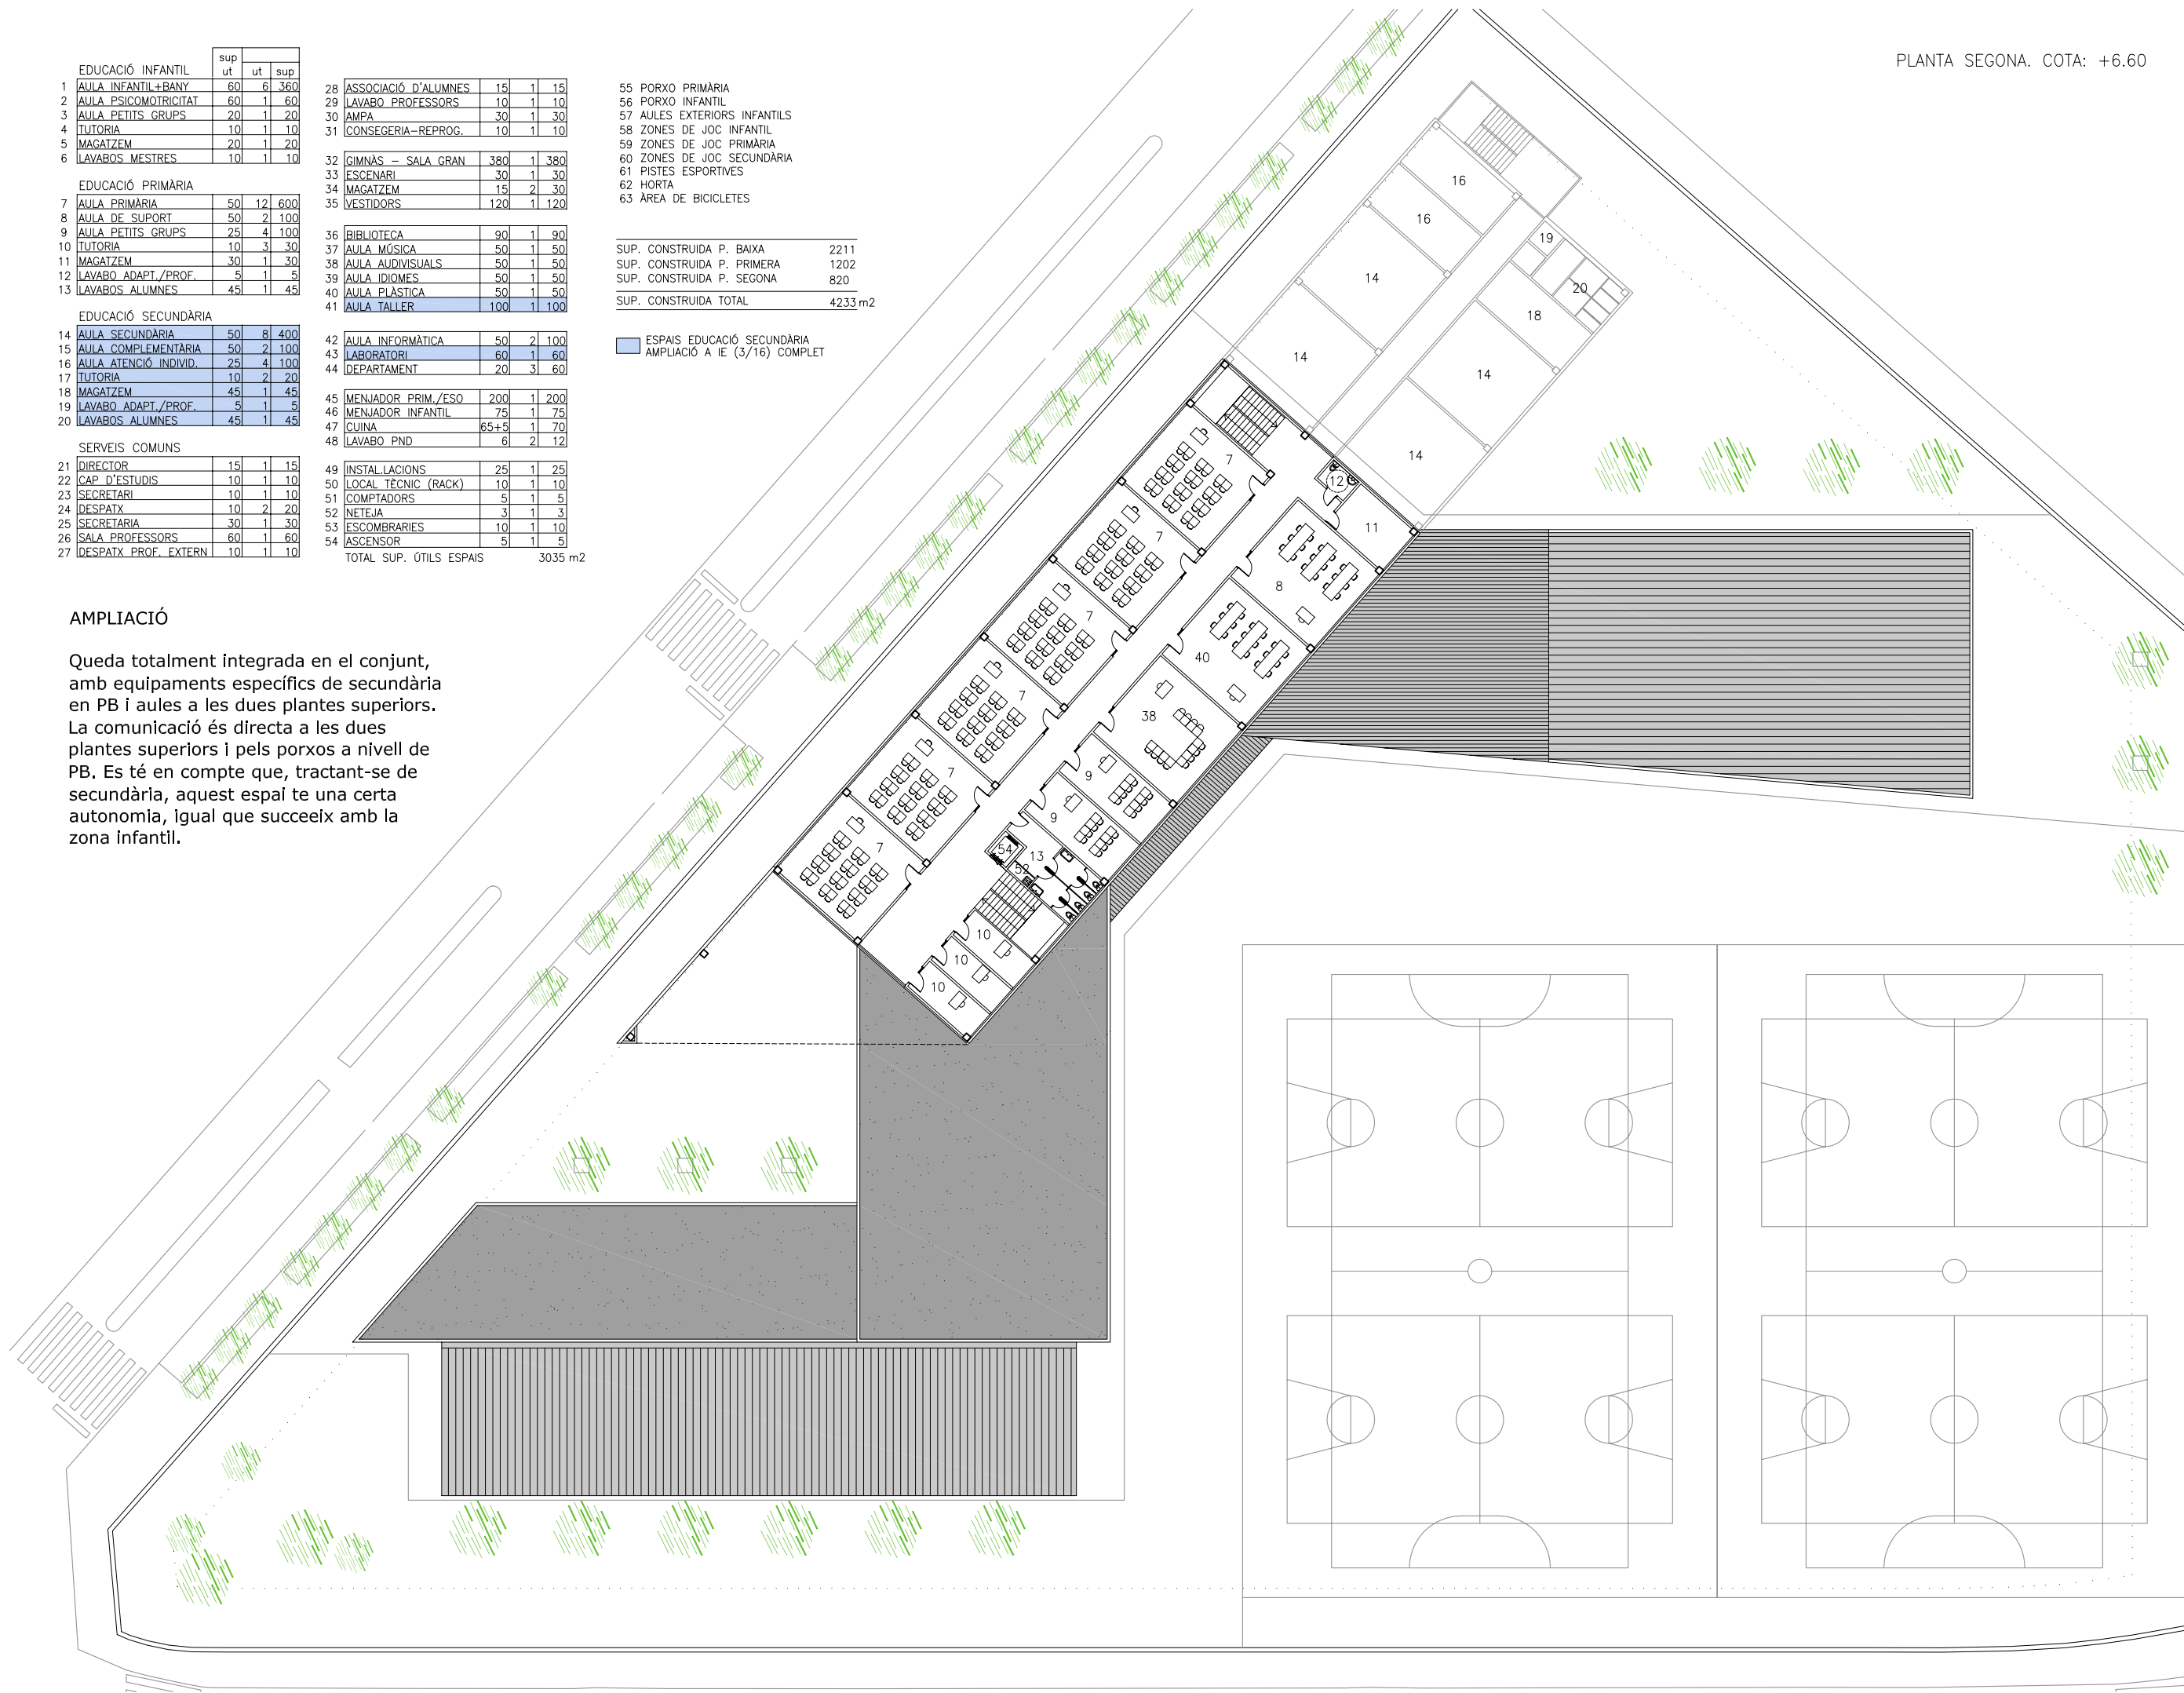 PLANTA SEGONA. COTA: +6.60
sup
EDUCACIÓ INFANTIL ut ut sup
1 AULA INFANTIL+BANY 60 6 360
2 AULA PSICOMOTRICITAT 60 1 60
3 AULA PETITS GRUPS 20 1 20
4 TUTORIA 10 1 10
5 MAGATZEM 20 1 20
6 LAVABOS MESTRES 10 1 10
EDUCACIÓ PRIMÀRIA
7 AULA PRIMÀRIA 50 12 600
8 AULA DE SUPORT 50 2 100
9 AULA PETITS GRUPS 25 4 100
10 TUTORIA 10 3 30
11 MAGATZEM 30 1 30
12 LAVABO ADAPT./PROF. 5 1 5
13 LAVABOS ALUMNES 45 1 45
EDUCACIÓ SECUNDÀRIA
14 AULA SECUNDÀRIA 50 8 400
15 AULA COMPLEMENTÀRIA 50 2 100
16 AULA ATENCIÓ INDIVID. 25 4 100
17 TUTORIA 10 2 20
18 MAGATZEM 45 1 45
19 LAVABO ADAPT./PROF. 5 1 5
20 LAVABOS ALUMNES 45 1 45
SERVEIS COMUNS
21 DIRECTOR 15 1 15
22 CAP D'ESTUDIS 10 1 10
23 SECRETARI 10 1 10
24 DESPATX 10 2 20
25 SECRETARIA 30 1 30
26 SALA PROFESSORS 60 1 60
27 DESPATX PROF. EXTERN 10 1 10
28 ASSOCIACIÓ D'ALUMNES 15 1 15
29 LAVABO PROFESSORS 10 1 10
30 AMPA 30 1 30
31 CONSEGERIA-REPROG. 10 1 10
32 GIMNÀS – SALA GRAN 380 1 380
33 ESCENARI 30 1 30
34 MAGATZEM 15 2 30
35 VESTIDORS 120 1 120
36 BIBLIOTECA 90 1 90
37 AULA MÚSICA 50 1 50
38 AULA AUDIVISUALS 50 1 50
39 AULA IDIOMES 50 1 50
40 AULA PLÀSTICA 50 1 50
41 AULA TALLER 100 1 100
42 AULA INFORMÀTICA 50 2 100
43 LABORATORI 60 1 60
44 DEPARTAMENT 20 3 60
45 MENJADOR PRIM./ESO 200 1 200
46 MENJADOR INFANTIL 75 1 75
47 CUINA 65+5 1 70
48 LAVABO PND 6 2 12
49 INSTAL.LACIONS 25 1 25
50 LOCAL TÈCNIC (RACK) 10 1 10
51 COMPTADORS 5 1 5
52 NETEJA 3 1 3
53 ESCOMBRARIES 10 1 10
54 ASCENSOR 5 1 5
TOTAL SUP. ÚTILS ESPAIS 3035 m2
55 PORXO PRIMÀRIA
56 PORXO INFANTIL
57 AULES EXTERIORS INFANTILS
58 ZONES DE JOC INFANTIL
59 ZONES DE JOC PRIMÀRIA
60 ZONES DE JOC SECUNDÀRIA
61 PISTES ESPORTIVES
62 HORTA
63 ÀREA DE BICICLETES
SUP. CONSTRUIDA P. BAIXA 2211
SUP. CONSTRUIDA P. PRIMERA 1202
SUP. CONSTRUIDA P. SEGONA 820
SUP. CONSTRUIDA TOTAL 4233 m2
ESPAIS EDUCACIÓ SECUNDÀRIA
AMPLIACIÓ A IE (3/16) COMPLET
AMPLIACIÓ
Queda totalment integrada en el conjunt,
amb equipaments específics de secundària
en PB i aules a les dues plantes superiors.
La comunicació és directa a les dues
plantes superiors i pels porxos a nivell de
PB. Es té en compte que, tractant-se de
secundària, aquest espai te una certa
autonomia, igual que succeeix amb la
zona infantil.
16
16
19
14
20
18
14
14
14
7
12
11
7
8
7
40
7
38
7
9
9
7
54
13
52
10
10
10